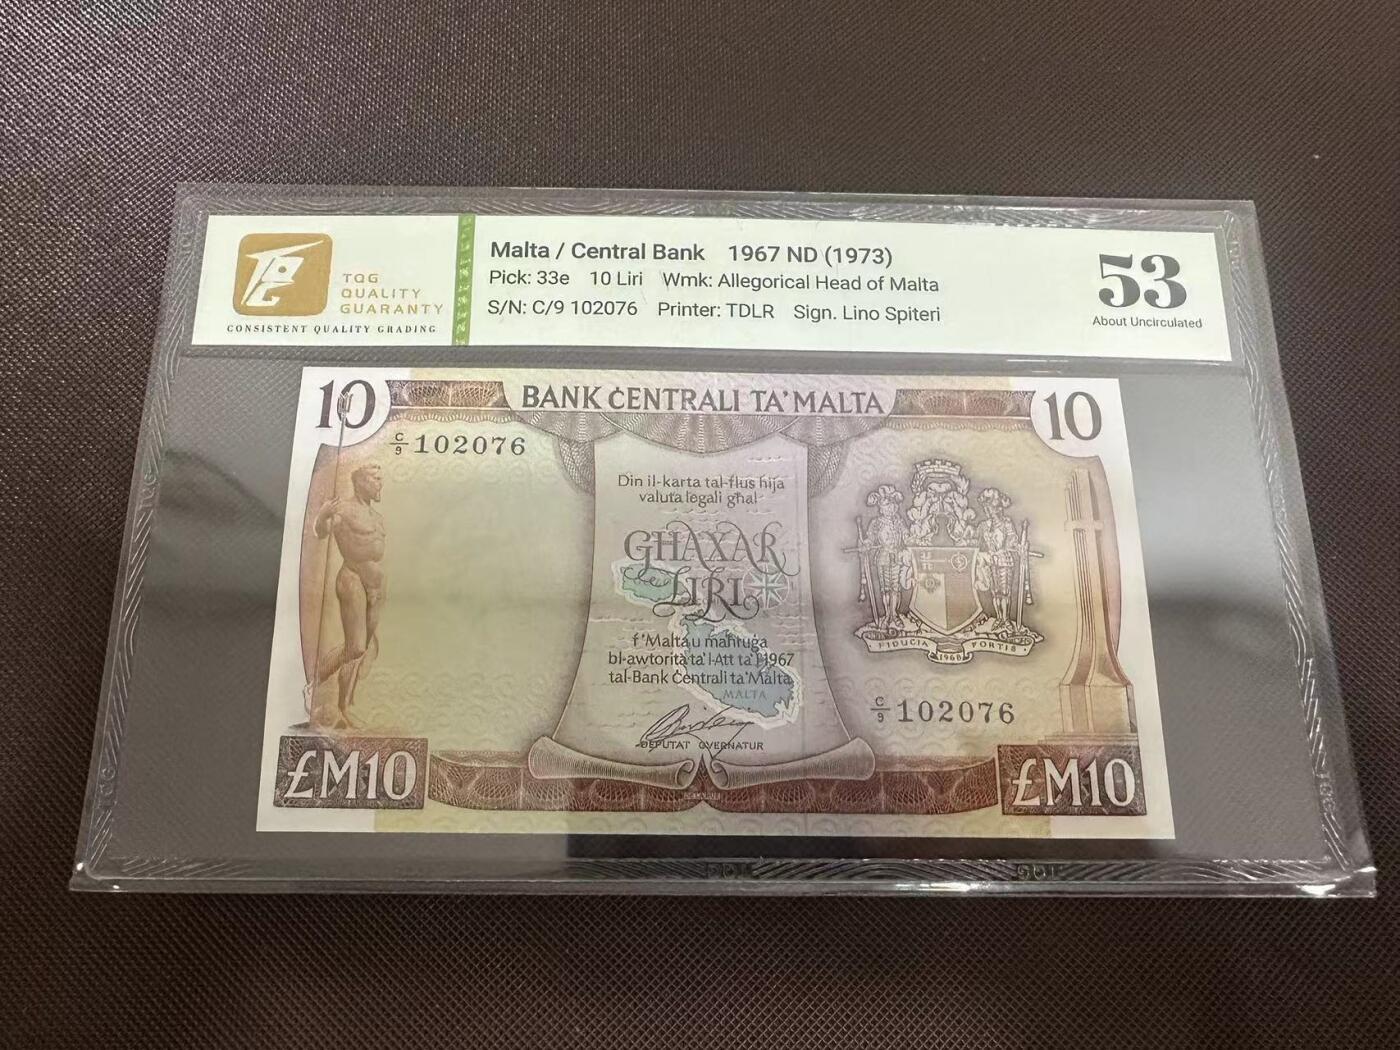 TQG
QUALITY
GUARANTY
CONSISTENT QUALITY GRADING
Malta / Central Bank 1967 ND (1973)
Pick: 33e 10 Liri Wmk: Allegorical Head of Malta
S/N: C/9 102076 Printer: TDLR Sign. Lino Spiteri
53
About Uncirculated
10
BANK ĊENTRALI TA' MALTA
10
C/9 102076
Din il-karta tal-flus hija
valuta legali għal
GĦAXAR
LIRI
f'Malta u maħruġa
bl-awtorità ta' l-Att ta' l-1967
tal-Bank Ċentrali ta' Malta
MALTA
DEPUTAT GVERNATUR
FIDUCIA FORTIS
1968
C/9 102076
£M10
£M10